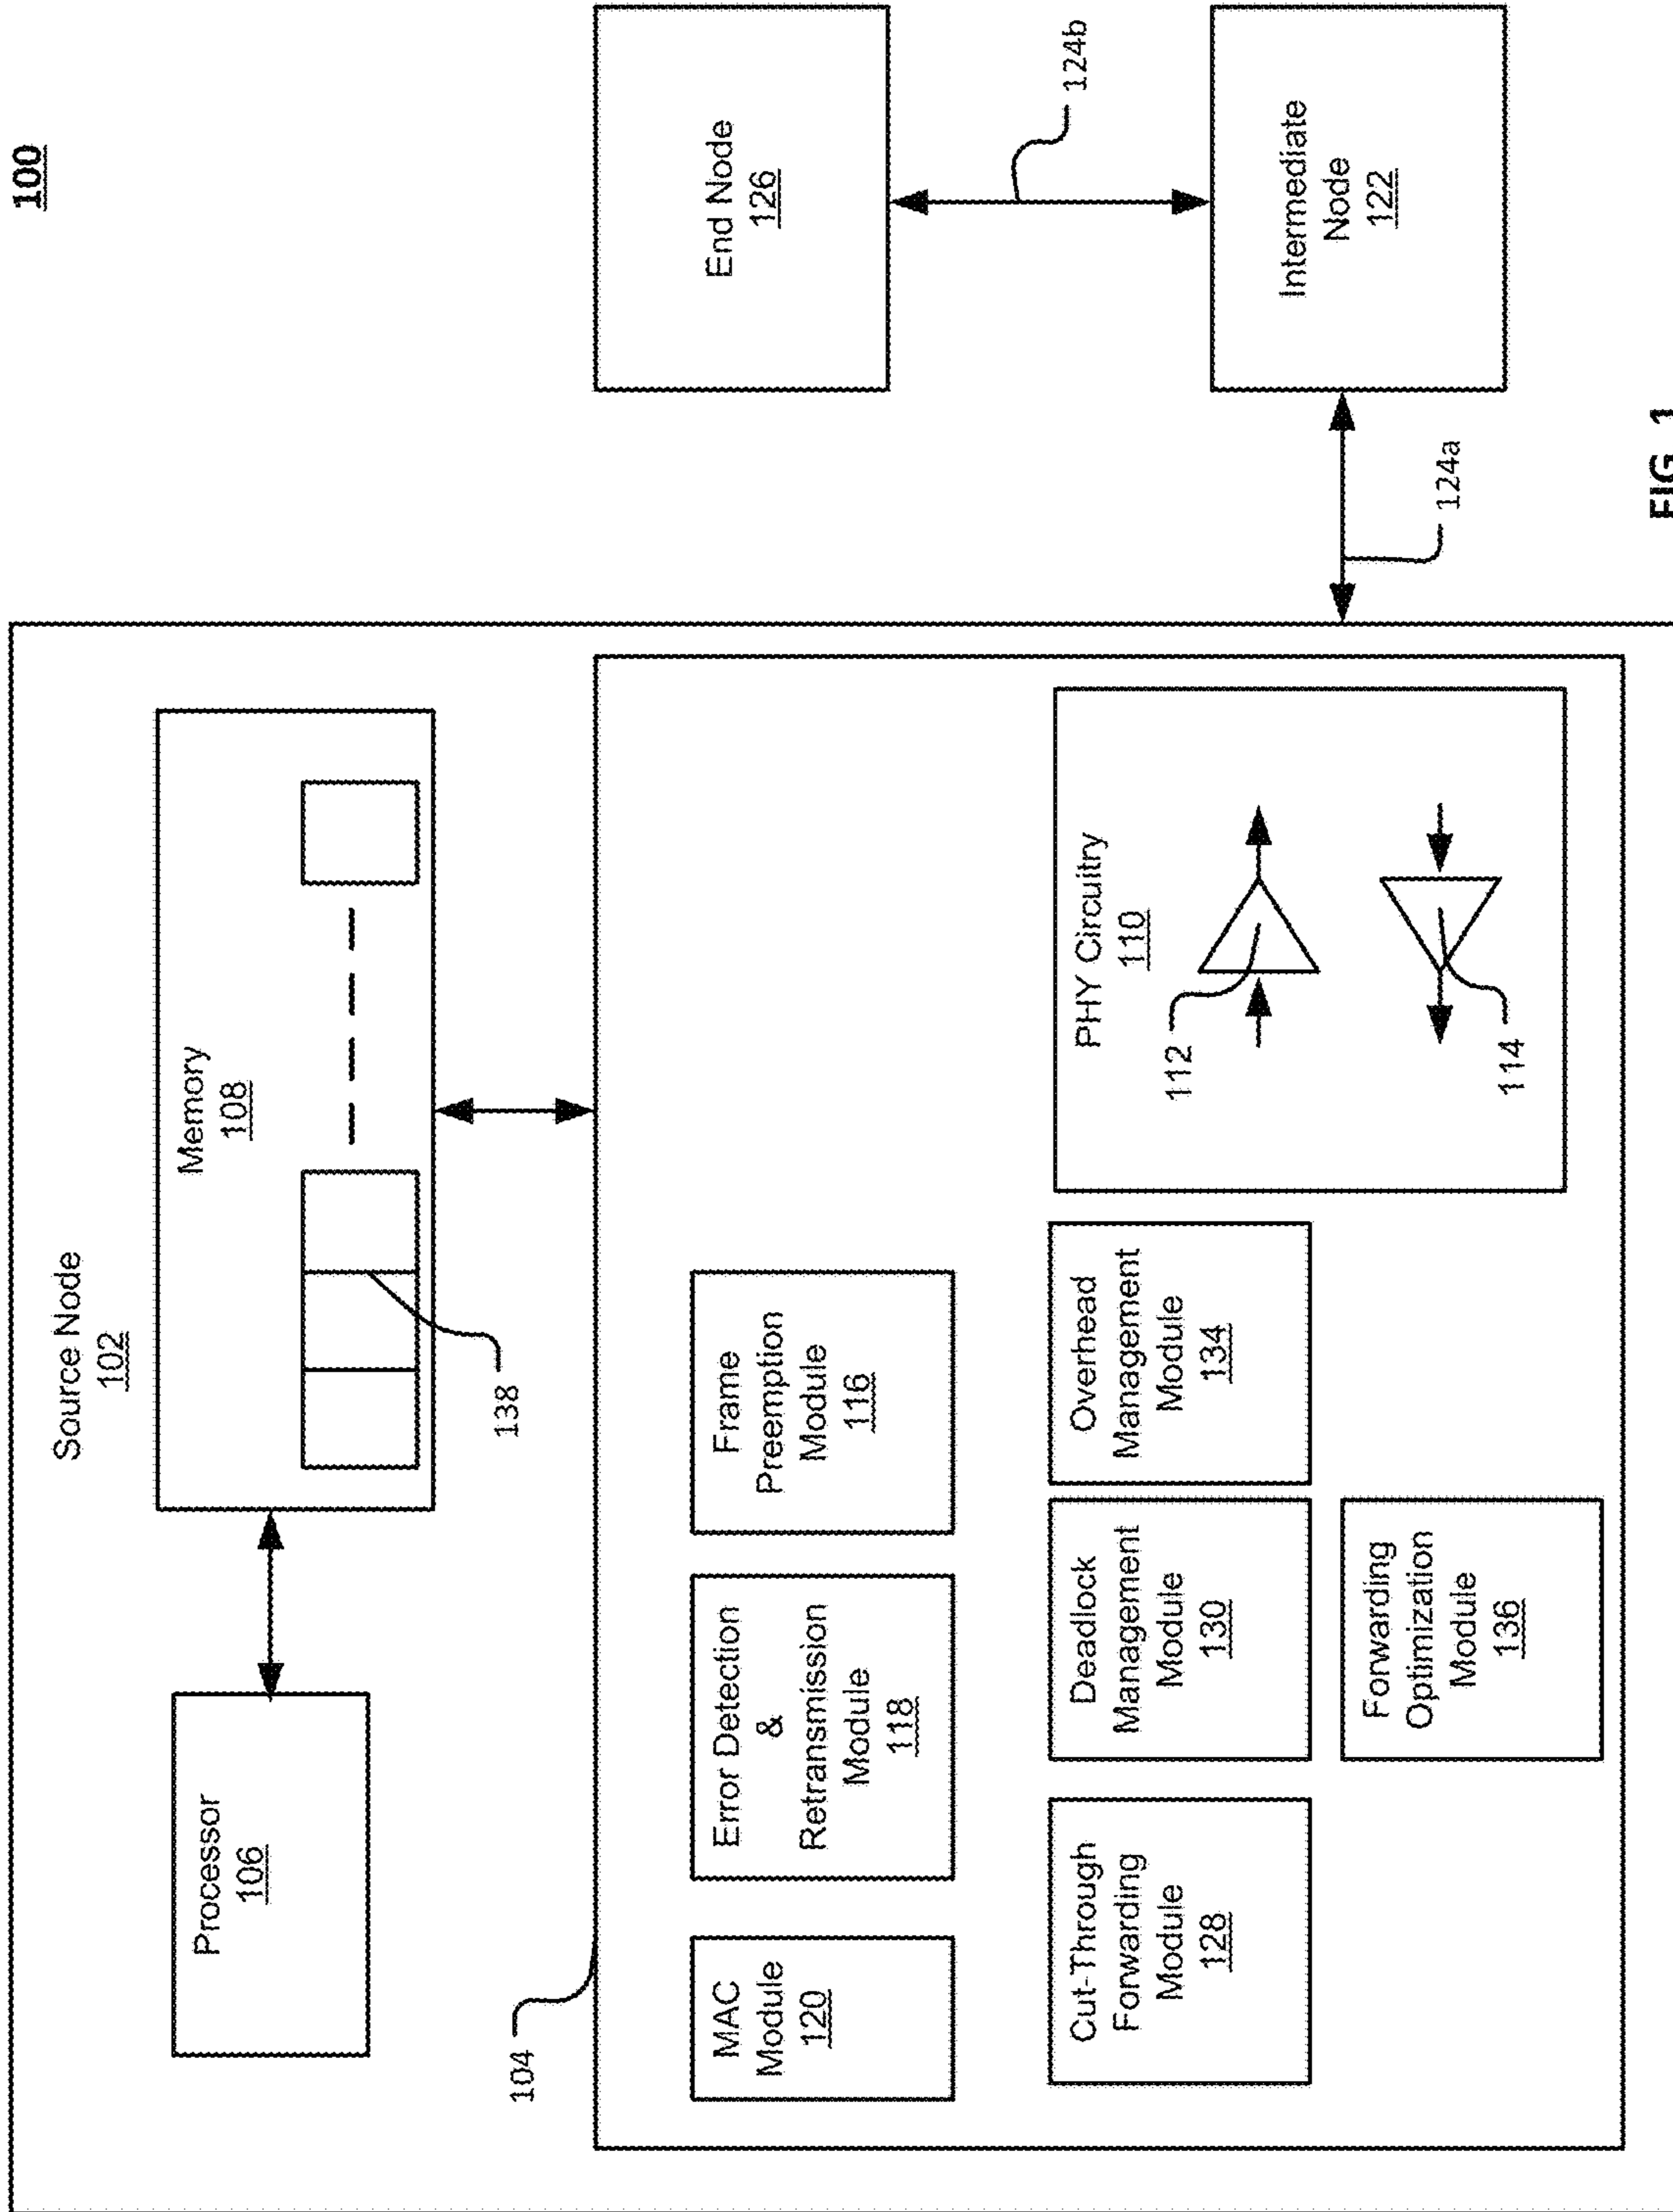 100
Source Node
102
Processor
106
Memory
108
138
104
MAC
Module
120
Error Detection
&
Retransmission
Module
118
Frame
Preemption
Module
116
Cut-Through
Forwarding
Module
128
Deadlock
Management
Module
130
Overhead
Management
Module
134
Forwarding
Optimization
Module
136
PHY Circuitry
110
112
114
End Node
126
124b
Intermediate
Node
122
124a
FIG. 1